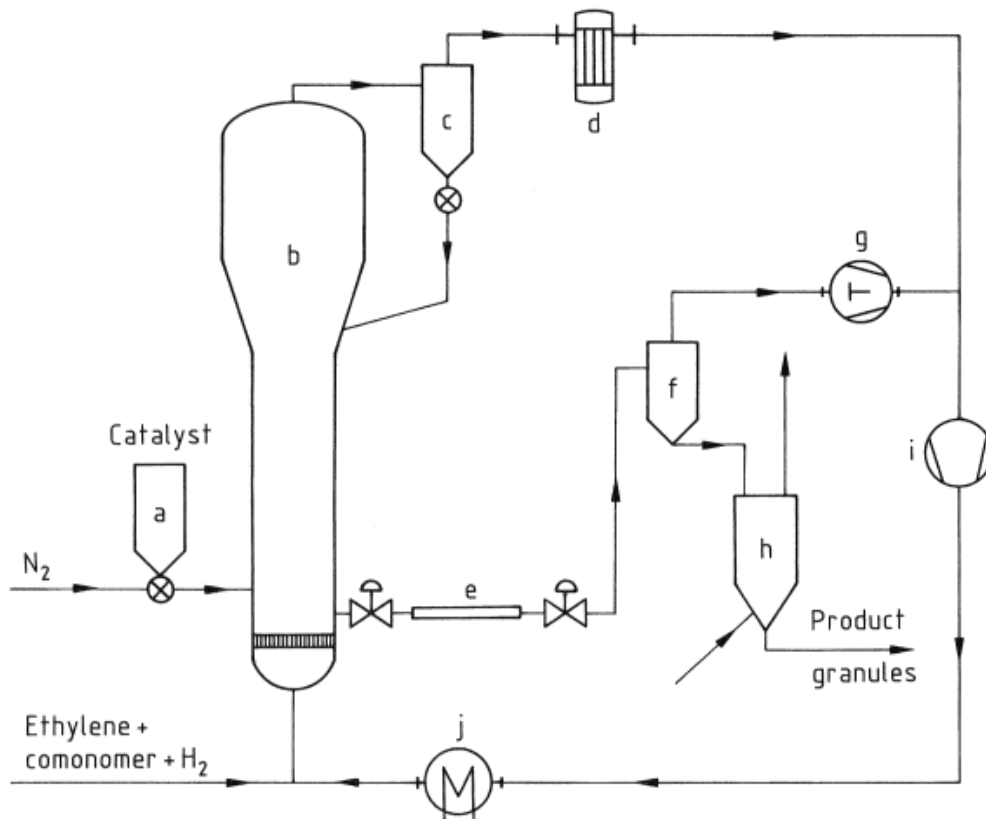 c
d
b
g
f
i
Catalyst
a
h
N₂
e
Product
granules
Ethylene +
comonomer + H₂
j